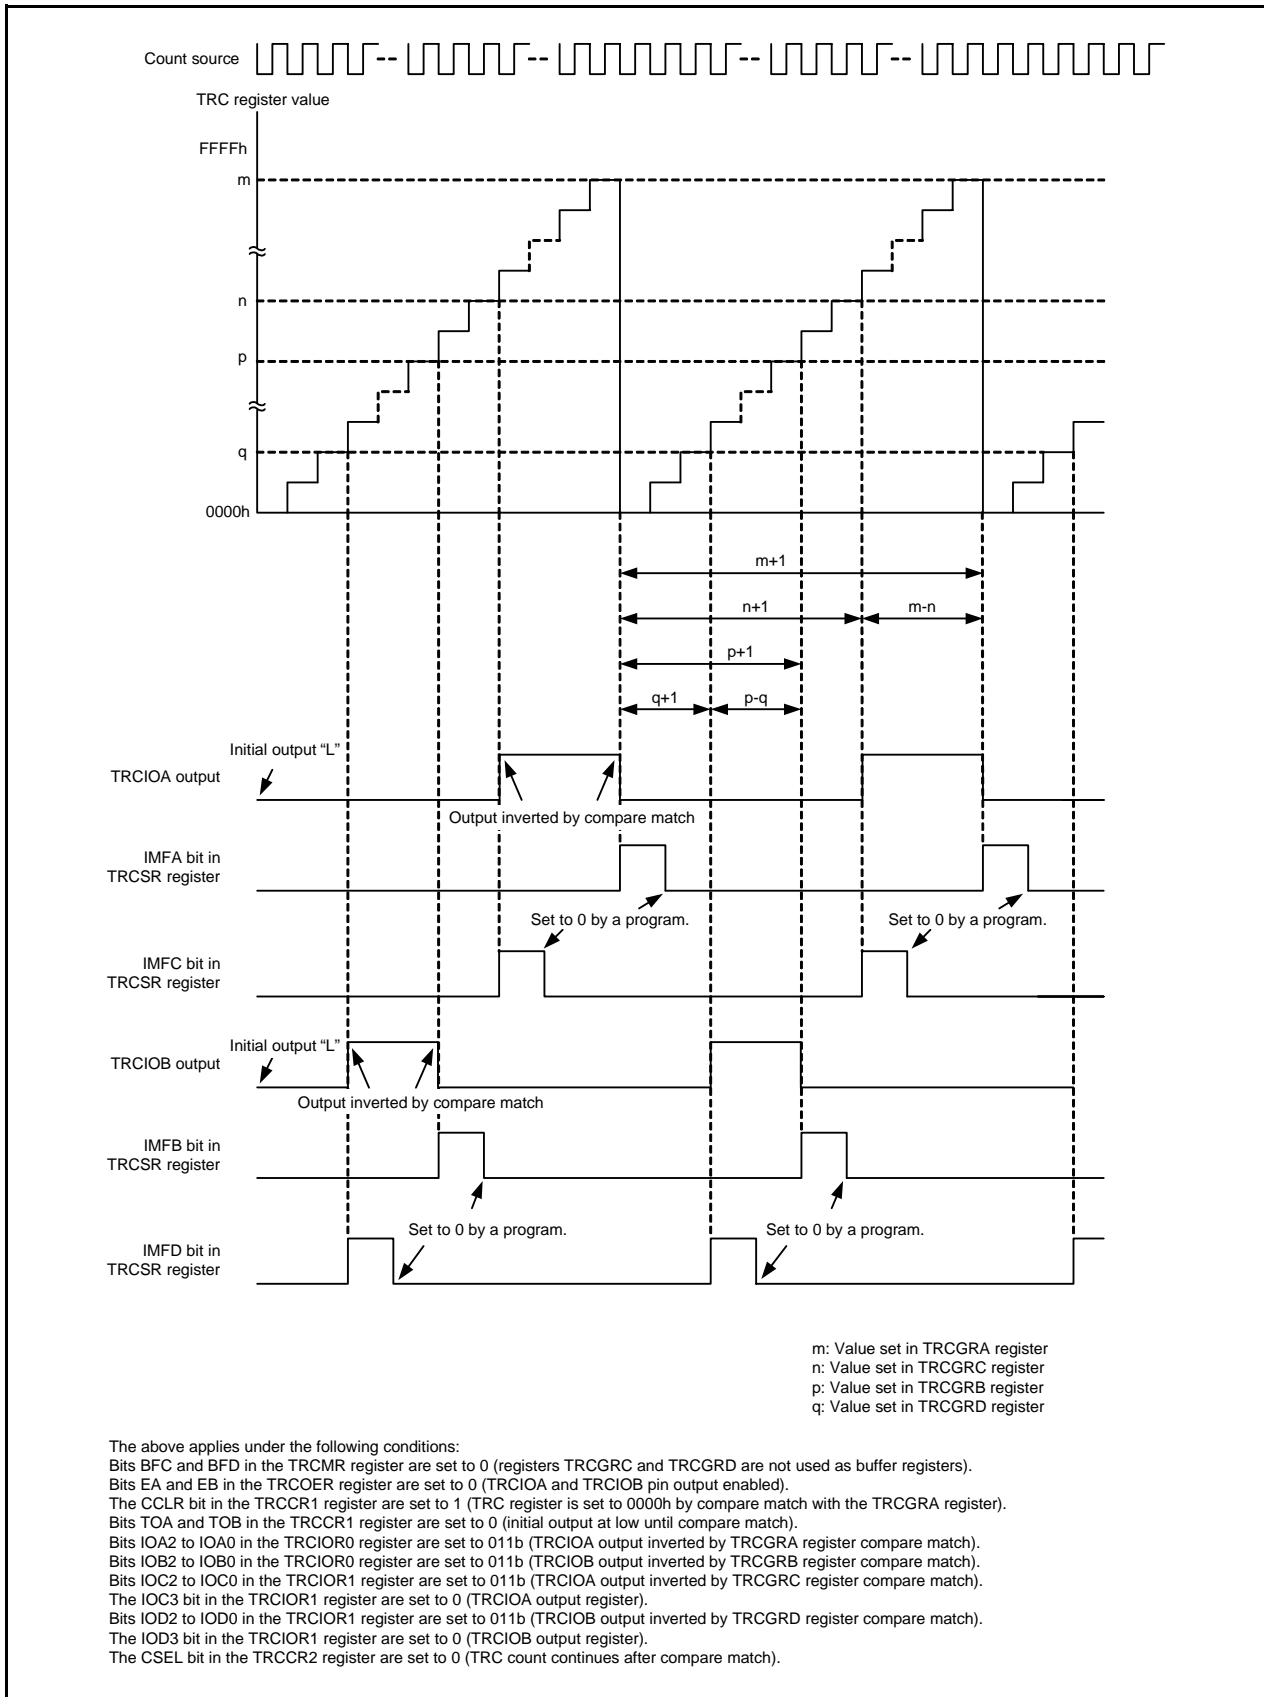 Count source
TRC register value
FFFFh
m
n
p
q
0000h
m+1
n+1
m-n
p+1
q+1
p-q
Initial output “L”
TRCIOA output
Output inverted by compare match
IMFA bit in
TRCSR register
Set to 0 by a program.
Set to 0 by a program.
IMFC bit in
TRCSR register
Initial output “L”
TRCIOB output
Output inverted by compare match
IMFB bit in
TRCSR register
Set to 0 by a program.
Set to 0 by a program.
IMFD bit in
TRCSR register
m: Value set in TRCGRA register
n: Value set in TRCGRC register
p: Value set in TRCGRB register
q: Value set in TRCGRD register
The above applies under the following conditions:
Bits BFC and BFD in the TRCMR register are set to 0 (registers TRCGRC and TRCGRD are not used as buffer registers).
Bits EA and EB in the TRCOER register are set to 0 (TRCIOA and TRCIOB pin output enabled).
The CCLR bit in the TRCCR1 register are set to 1 (TRC register is set to 0000h by compare match with the TRCGRA register).
Bits TOA and TOB in the TRCCR1 register are set to 0 (initial output at low until compare match).
Bits IOA2 to IOA0 in the TRCIOR0 register are set to 011b (TRCIOA output inverted by TRCGRA register compare match).
Bits IOB2 to IOB0 in the TRCIOR0 register are set to 011b (TRCIOB output inverted by TRCGRB register compare match).
Bits IOC2 to IOC0 in the TRCIOR1 register are set to 011b (TRCIOA output inverted by TRCGRC register compare match).
The IOC3 bit in the TRCIOR1 register are set to 0 (TRCIOA output register).
Bits IOD2 to IOD0 in the TRCIOR1 register are set to 011b (TRCIOB output inverted by TRCGRD register compare match).
The IOD3 bit in the TRCIOR1 register are set to 0 (TRCIOB output register).
The CSEL bit in the TRCCR2 register are set to 0 (TRC count continues after compare match).